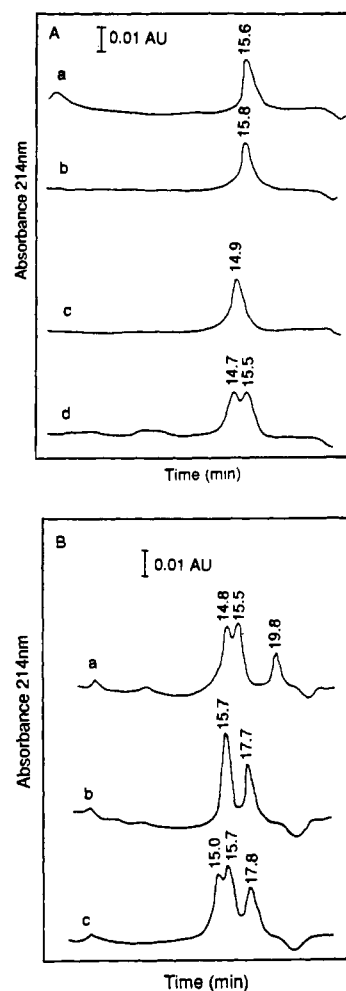 A
0.01 AU
15.6
a
15.8
b
14.9
c
14.7 15.5
d
Absorbance 214nm
Time (min)
B
0.01 AU
14.8 15.5 19.8
a
15.7 17.7
b
15.0 15.7 17.8
c
Absorbance 214nm
Time (min)